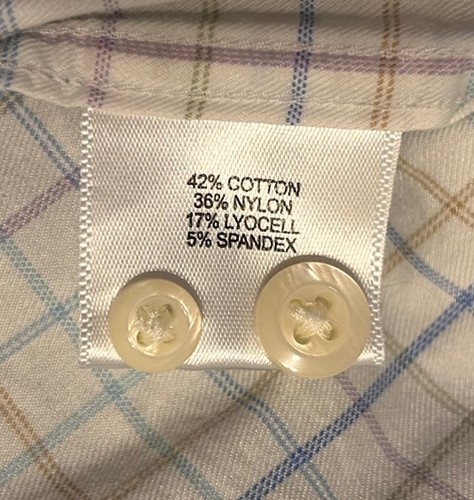 42% COTTON
36% NYLON
17% LYOCELL
5% SPANDEX